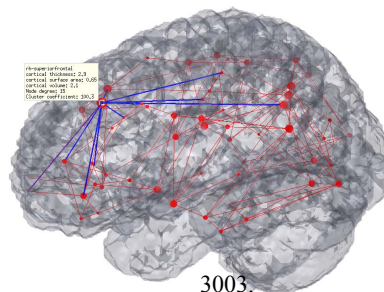 rh-superiorfrontal
cortical thickness: 2.9
cortical surface area: 0.65
cortical volume: 2.1
Node degree: 15
Cluster coefficient: 100.3
3003.